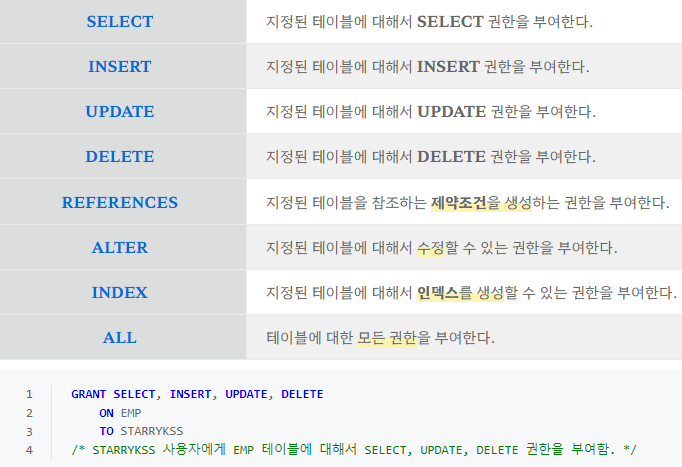 SELECT 지정된 테이블에 대해서 SELECT 권한을 부여한다.
INSERT 지정된 테이블에 대해서 INSERT 권한을 부여한다.
UPDATE 지정된 테이블에 대해서 UPDATE 권한을 부여한다.
DELETE 지정된 테이블에 대해서 DELETE 권한을 부여한다.
REFERENCES 지정된 테이블을 참조하는 제약조건을 생성하는 권한을 부여한다.
ALTER 지정된 테이블에 대해서 수정할 수 있는 권한을 부여한다.
INDEX 지정된 테이블에 대해서 인덱스를 생성할 수 있는 권한을 부여한다.
ALL 테이블에 대한 모든 권한을 부여한다.
1 GRANT SELECT, INSERT, UPDATE, DELETE
2 ON EMP
3 TO STARRYKSS
4 /* STARRYKSS 사용자에게 EMP 테이블에 대해서 SELECT, UPDATE, DELETE 권한을 부여함. */